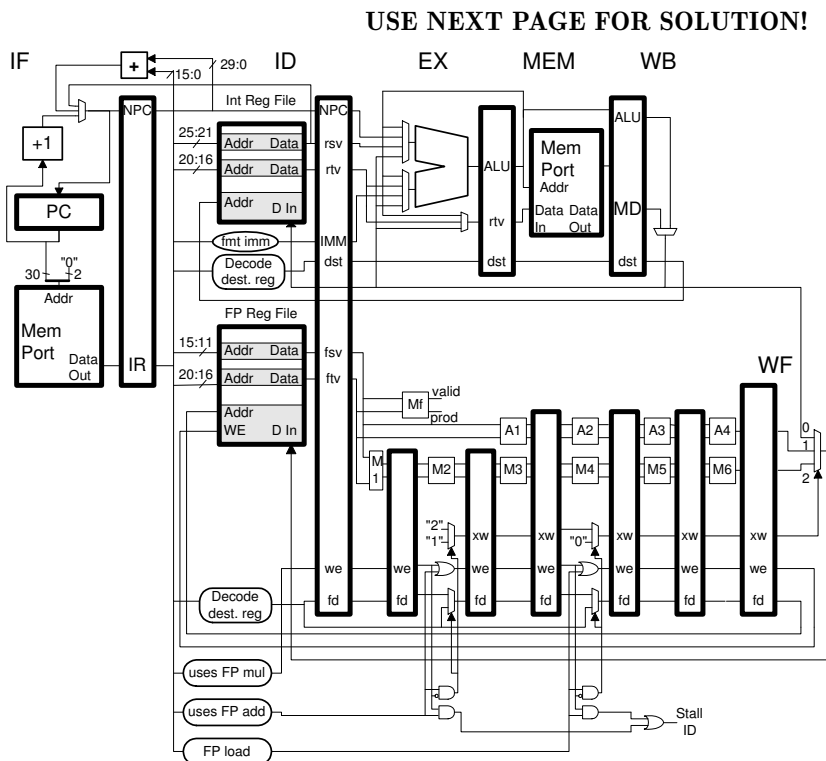 USE NEXT PAGE FOR SOLUTION!
IF
ID
EX
MEM
WB
+
29:0
15:0
Int Reg File
NPC
NPC
+1
25:21
Addr
Data
rsv
20:16
Addr
Data
rtv
Addr
D In
PC
fmt imm
IMM
Decode
dest. reg
dst
ALU
rtv
dst
Mem
Port
Addr
Data
In
Data
Out
ALU
MD
dst
"0"
30
2
Addr
Mem
Port
Data
Out
IR
FP Reg File
15:11
Addr
Data
fsv
20:16
Addr
Data
ftv
Addr
WE
D In
WF
Mf
valid
prod
A1
A2
A3
A4
M
1
M2
M3
M4
M5
M6
0
1
2
"2"
"1"
xw
xw
"0"
xw
xw
xw
we
we
we
we
we
we
we
Decode
dest. reg
fd
fd
fd
fd
fd
fd
fd
uses FP mul
uses FP add
FP load
Stall
ID